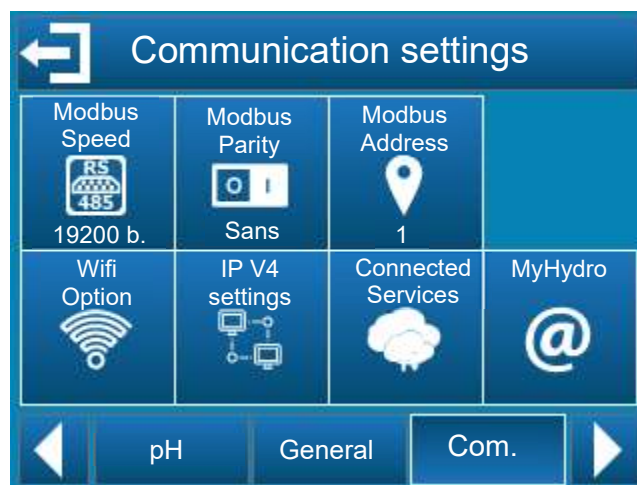 Communication settings
Modbus
Speed
RS
485
19200 b.
Modbus
Parity
O I
Sans
Modbus
Address
1
Wifi
Option
IP V4
settings
Connected
Services
MyHydro
@
pH
General
Com.